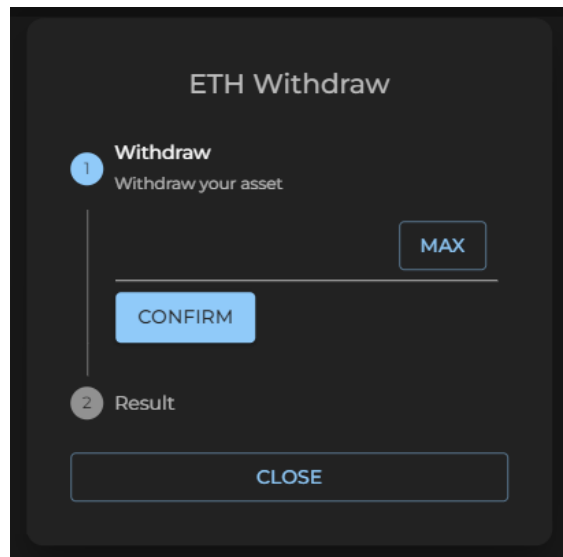 ETH Withdraw
1
Withdraw
Withdraw your asset
MAX
CONFIRM
2
Result
CLOSE